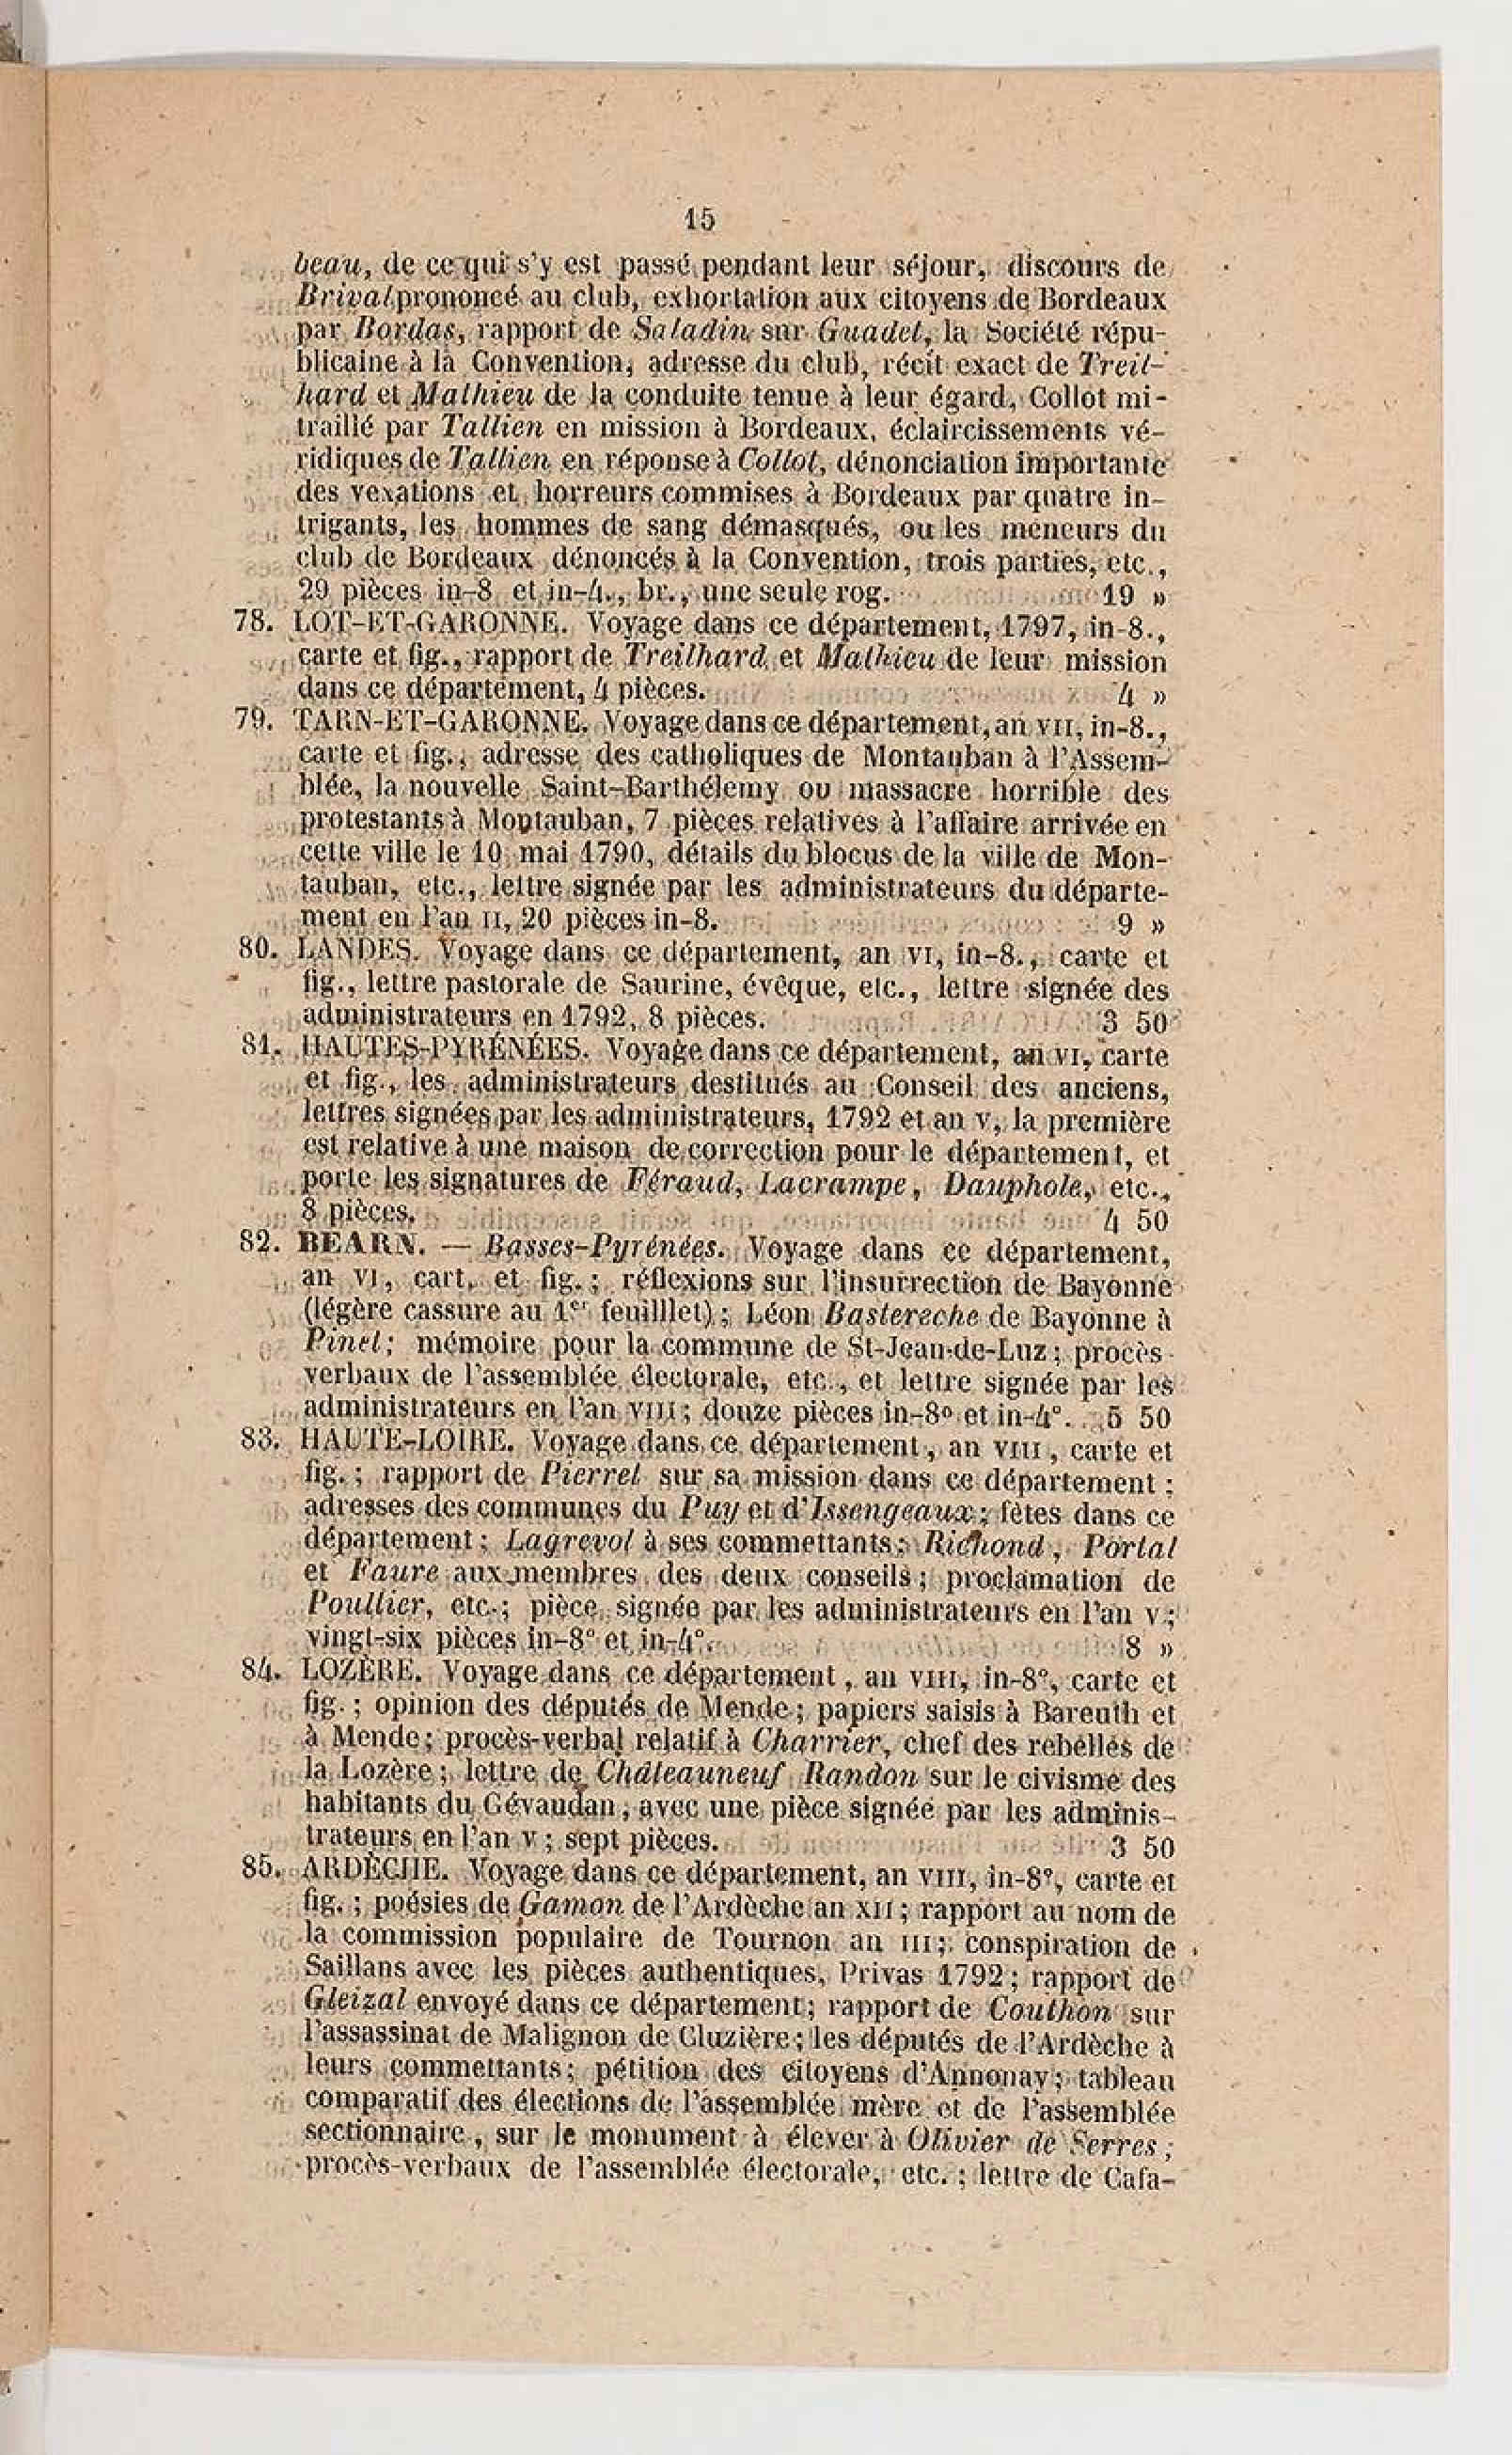 15
beau, de ce qui s'y est passé pendant leur séjour, discours de
Brival prononcé au club, exhortation aux citoyens de Bordeaux
par Bordas, rapport de Saladin sur Guadet, la Société répu-
blicaine à la Convention, adresse du club, récit exact de Treil-
hard et Mathieu de la conduite tenue à leur égard, Collot mi-
traillé par Tallien en mission à Bordeaux, éclaircissements vé-
ridiques de Tallien en réponse à Collot, dénonciation importante
des vexations et horreurs commises à Bordeaux par quatre in-
trigants, les hommes de sang démasqués, ou les meneurs du
club de Bordeaux dénoncés à la Convention, trois parties, etc.,
29 pièces in-8 et in-4., br., une seule rog. 19 »
78. LOT-ET-GARONNE. Voyage dans ce département, 1797, in-8.,
carte et fig., rapport de Treilhard et Mathieu de leur mission
dans ce département, 4 pièces. 4 »
79. TARN-ET-GARONNE. Voyage dans ce département, an VII, in-8.,
carte et fig., adresse des catholiques de Montauban à l'Assem-
blée, la nouvelle Saint-Barthélemy ou massacre horrible des
protestants à Montauban, 7 pièces relatives à l'affaire arrivée en
cette ville le 10 mai 1790, détails du blocus de la ville de Mon-
tauban, etc., lettre signée par les administrateurs du départe-
ment en l'an II, 20 pièces in-8. 9 »
80. LANDES. Voyage dans ce département, an VI, in-8., carte et
fig., lettre pastorale de Saurine, évêque, etc., lettre signée des
administrateurs en 1792, 8 pièces. 3 50
81. HAUTES-PYRÉNÉES. Voyage dans ce département, an VI, carte
et fig., les administrateurs destitués au Conseil des anciens,
lettres signées par les administrateurs, 1792 et an V, la première
est relative à une maison de correction pour le département, et
porte les signatures de Féraud, Lacrampe, Dauphole, etc.,
8 pièces. 4 50
82. BEARN. — Basses-Pyrénées. Voyage dans ce département,
an VI, cart. et fig.; réflexions sur l'insurrection de Bayonne
(légère cassure au 1er feuilllet); Léon Bastereche de Bayonne à
Pinet; mémoire pour la commune de St-Jean-de-Luz; procès-
verbaux de l'assemblée électorale, etc., et lettre signée par les
administrateurs en l'an VIII; douze pièces in-8o et in-4°. 5 50
83. HAUTE-LOIRE. Voyage dans ce département, an VIII, carte et
fig.; rapport de Pierret sur sa mission dans ce département;
adresses des communes du Puy et d'Issengeaux; fêtes dans ce
département; Lagrevol à ses commettants; Richond, Portal
et Faure aux membres des deux conseils; proclamation de
Poullier, etc.; pièce signée par les administrateurs en l'an V;
vingt-six pièces in-8° et in-4°. 8 »
84. LOZÈRE. Voyage dans ce département, an VIII, in-8°, carte et
fig.; opinion des députés de Mende; papiers saisis à Bareuth et
à Mende; procès-verbal relatif à Charrier, chef des rebelles de
la Lozère; lettre de Châteauneuf Randon sur le civisme des
habitants du Gévaudan, avec une pièce signée par les adminis-
trateurs en l'an V; sept pièces. 3 50
85. ARDÈCHE. Voyage dans ce département, an VIII, in-8°, carte et
fig.; poésies de Gamon de l'Ardèche an XII; rapport au nom de
la commission populaire de Tournon an III; conspiration de
Saillans avec les pièces authentiques, Privas 1792; rapport de
Gleizal envoyé dans ce département; rapport de Couthon sur
l'assassinat de Malignon de Cluzière; les députés de l'Ardèche à
leurs commettants; pétition des citoyens d'Annonay; tableau
comparatif des élections de l'assemblée mère et de l'assemblée
sectionnaire, sur le monument à élever à Olivier de Serres;
procès-verbaux de l'assemblée électorale, etc.; lettre de Cafa-